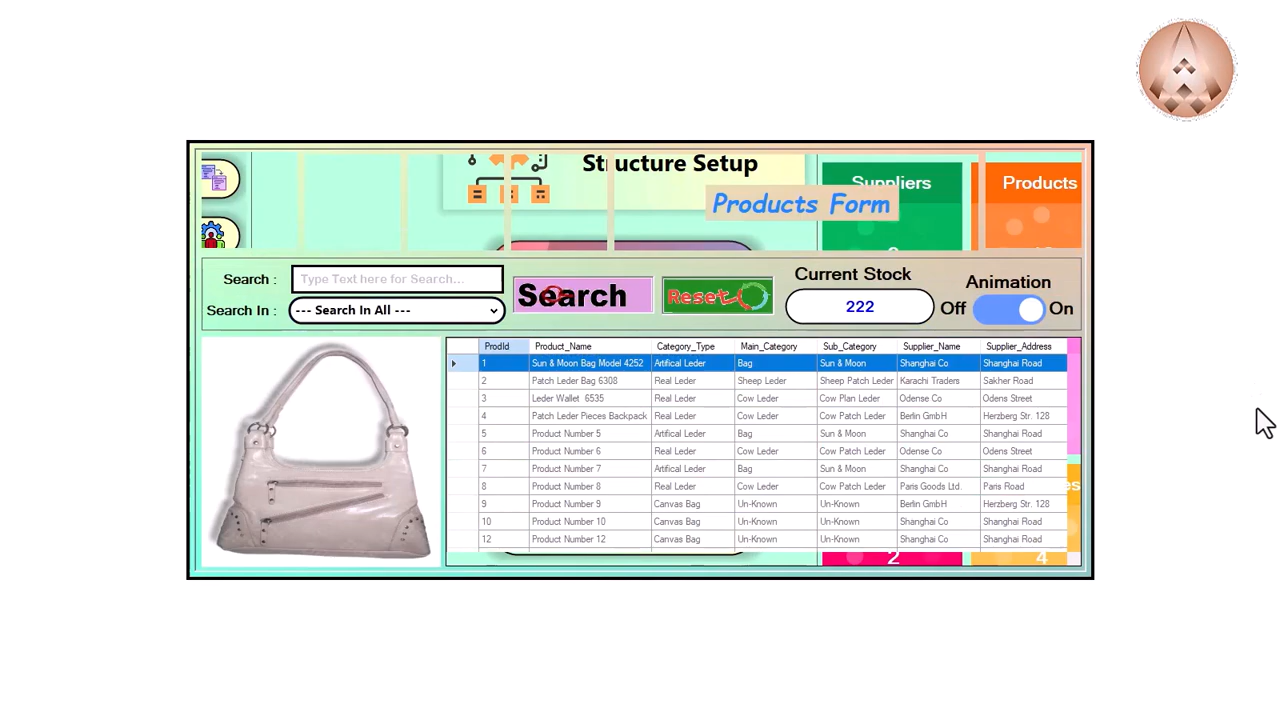 Structure Setup
Suppliers
Products
Products Form
Search :
Type Text here for Search...
Search
Reset
Current Stock
222
Animation
Off
On
Search In :
--- Search In All ---
ProdId Product_Name Category_Type Main_Category Sub_Category Supplier_Name Supplier_Address
1 Sun & Moon Bag Model 4252 Artifical Leder Bag Sun & Moon Shanghai Co Shanghai Road
2 Patch Leder Bag 6308 Real Leder Sheep Leder Sheep Patch Leder Karachi Traders Sakher Road
3 Leder Wallet 6535 Real Leder Cow Leder Cow Plan Leder Odense Co Odens Street
4 Patch Leder Pieces Backpack Real Leder Cow Leder Cow Patch Leder Berlin GmbH Herzberg Str. 128
5 Product Number 5 Artifical Leder Bag Sun & Moon Shanghai Co Shanghai Road
6 Product Number 6 Real Leder Cow Leder Cow Patch Leder Odense Co Odens Street
7 Product Number 7 Artifical Leder Bag Sun & Moon Shanghai Co Shanghai Road
8 Product Number 8 Real Leder Cow Leder Cow Patch Leder Paris Goods Ltd. Paris Road
9 Product Number 9 Canvas Bag Un-Known Un-Known Berlin GmbH Herzberg Str. 128
10 Product Number 10 Canvas Bag Un-Known Un-Known Shanghai Co Shanghai Road
12 Product Number 12 Canvas Bag Un-Known Un-Known Shanghai Co Shanghai Road
es
2
4